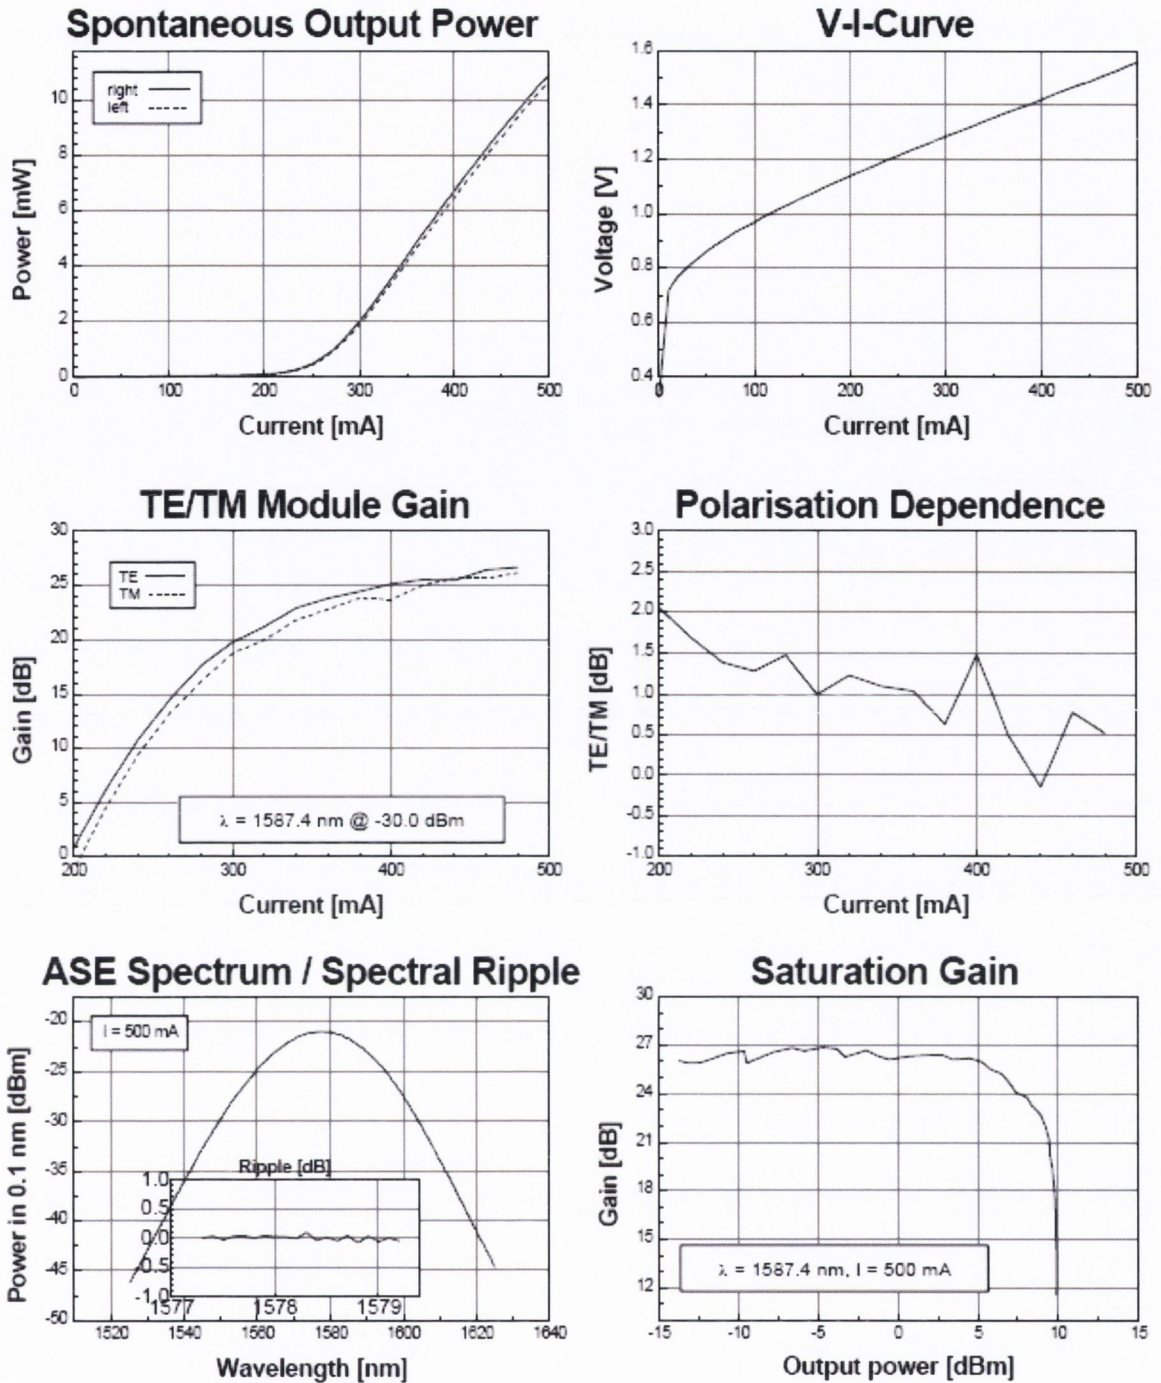 Spontaneous Output Power
right
left
10
8
6
4
2
0
Power [mW]
0 100 200 300 400 500
Current [mA]
V-I-Curve
1.6
1.4
1.2
1.0
0.8
0.6
0.4
Voltage [V]
0 100 200 300 400 500
Current [mA]
TE/TM Module Gain
30
25
20
15
10
5
0
TE
TM
Gain [dB]
λ = 1587.4 nm @ -30.0 dBm
200 300 400 500
Current [mA]
Polarisation Dependence
3.0
2.5
2.0
1.5
1.0
0.5
0.0
-0.5
-1.0
TE/TM [dB]
200 300 400 500
Current [mA]
ASE Spectrum / Spectral Ripple
I = 500 mA
-20
-25
-30
-35
-40
-45
-50
Power in 0.1 nm [dBm]
Ripple [dB]
1.0
0.5
0.0
-0.5
-1.0
1577 1578 1579
1520 1540 1560 1580 1600 1620 1640
Wavelength [nm]
Saturation Gain
30
27
24
21
18
15
12
Gain [dB]
λ = 1587.4 nm, I = 500 mA
-15 -10 -5 0 5 10 15
Output power [dBm]